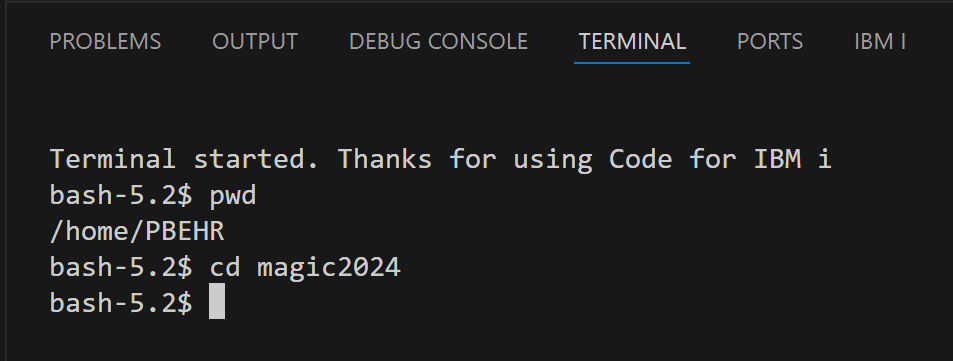 PROBLEMS OUTPUT DEBUG CONSOLE TERMINAL PORTS IBM I
Terminal started. Thanks for using Code for IBM i
bash-5.2$ pwd
/home/PBEHR
bash-5.2$ cd magic2024
bash-5.2$